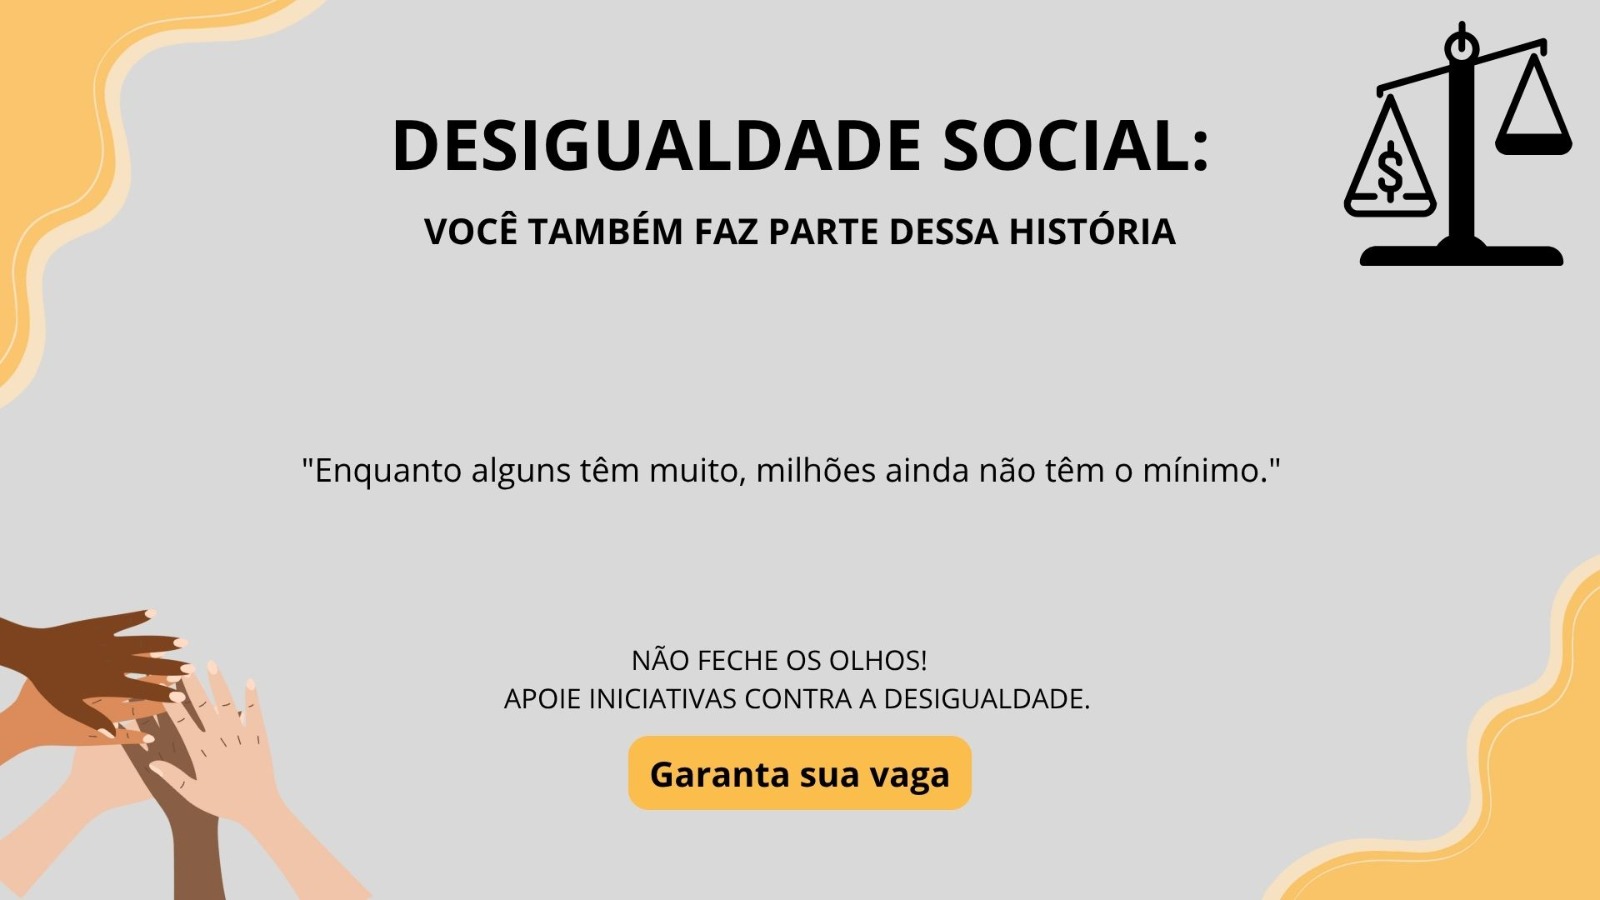 DESIGUALDADE SOCIAL:
VOCÊ TAMBÉM FAZ PARTE DESSA HISTÓRIA
$
"Enquanto alguns têm muito, milhões ainda não têm o mínimo."
NÃO FECHE OS OLHOS!
APOIE INICIATIVAS CONTRA A DESIGUALDADE.
Garanta sua vaga